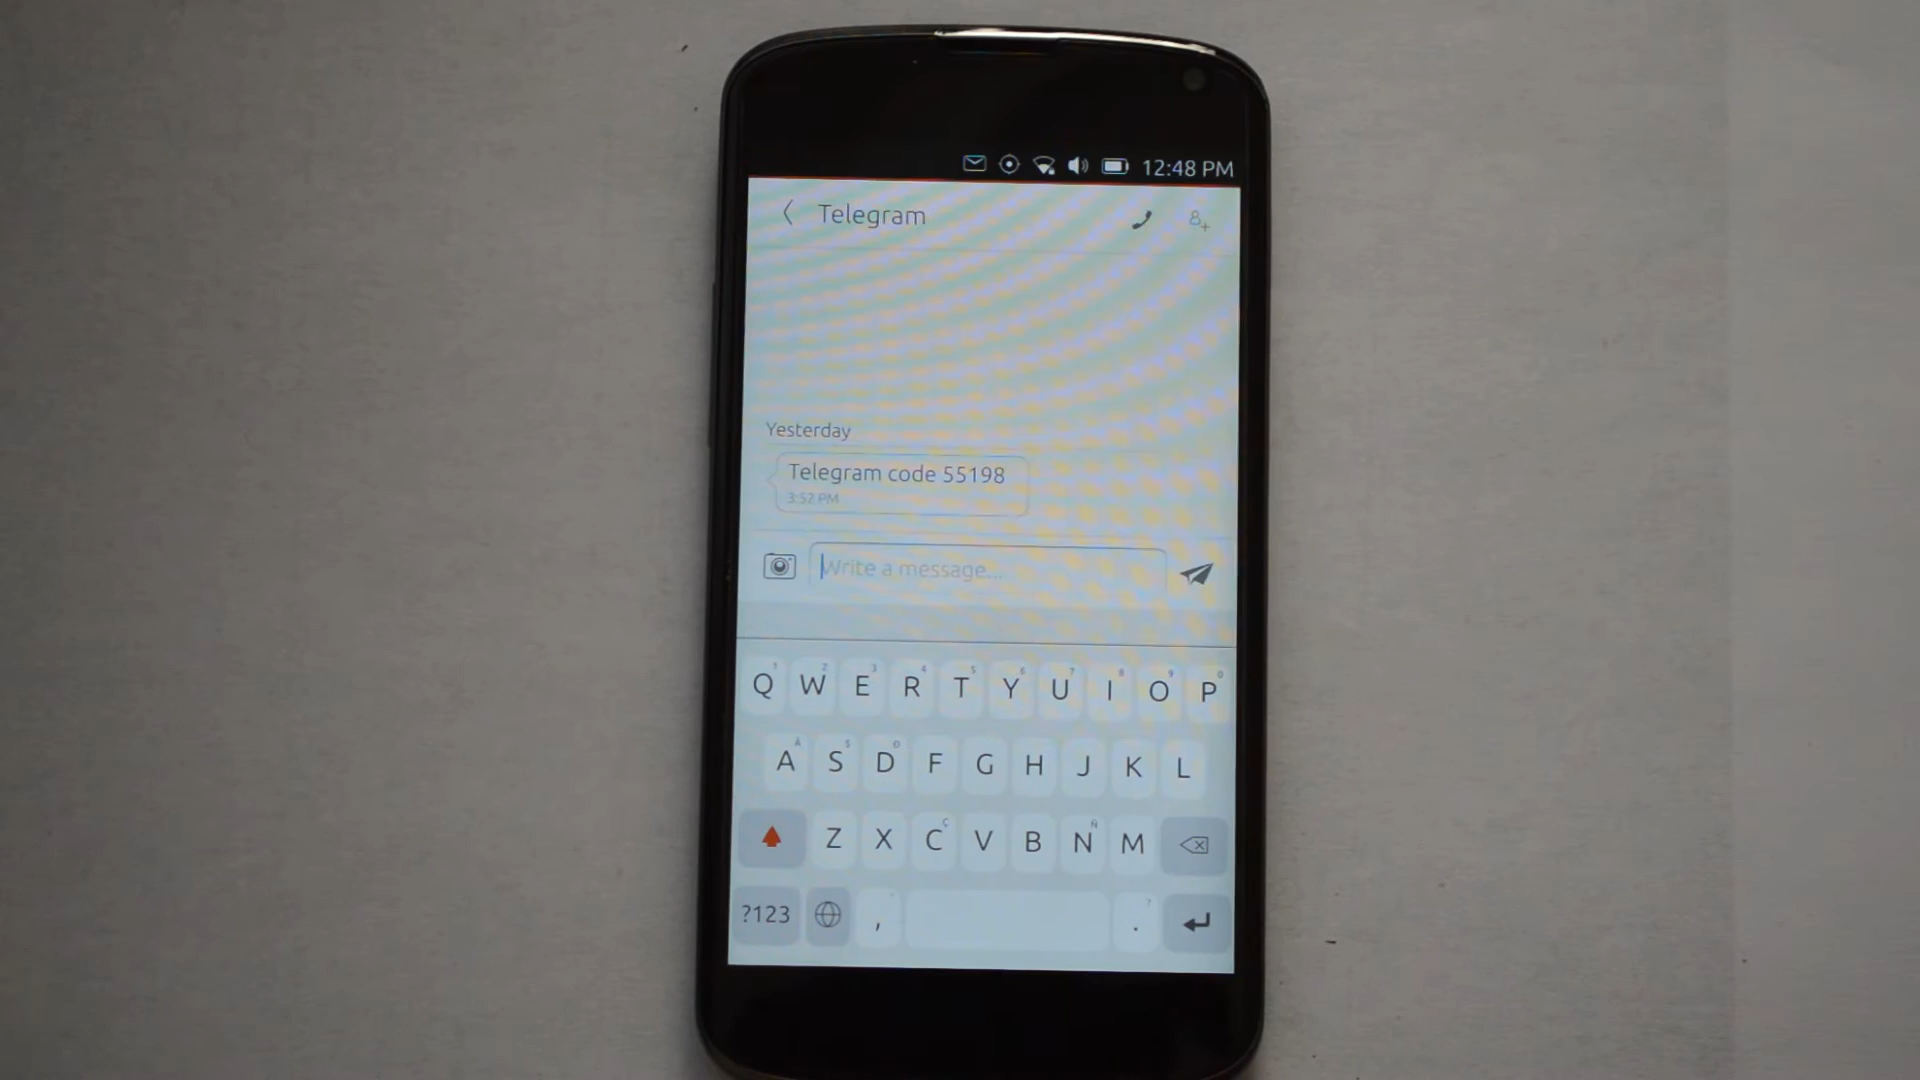 12:48 PM
Telegram
Yesterday
Telegram code 55198
3:52 PM
Write a message...
Q W E R T Y U I O P
A S D F G H J K L
Z X C V B N M
?123 , .